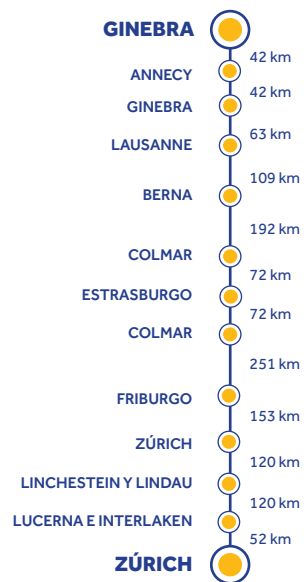 GINEBRA
42 km
ANNECY
42 km
GINEBRA
63 km
LAUSANNE
109 km
BERNA
192 km
COLMAR
72 km
ESTRASBURGO
72 km
COLMAR
251 km
FRIBURGO
153 km
ZÚRICH
120 km
LINCHESTEIN Y LINDAU
120 km
LUCERNA E INTERLAKEN
52 km
ZÚRICH